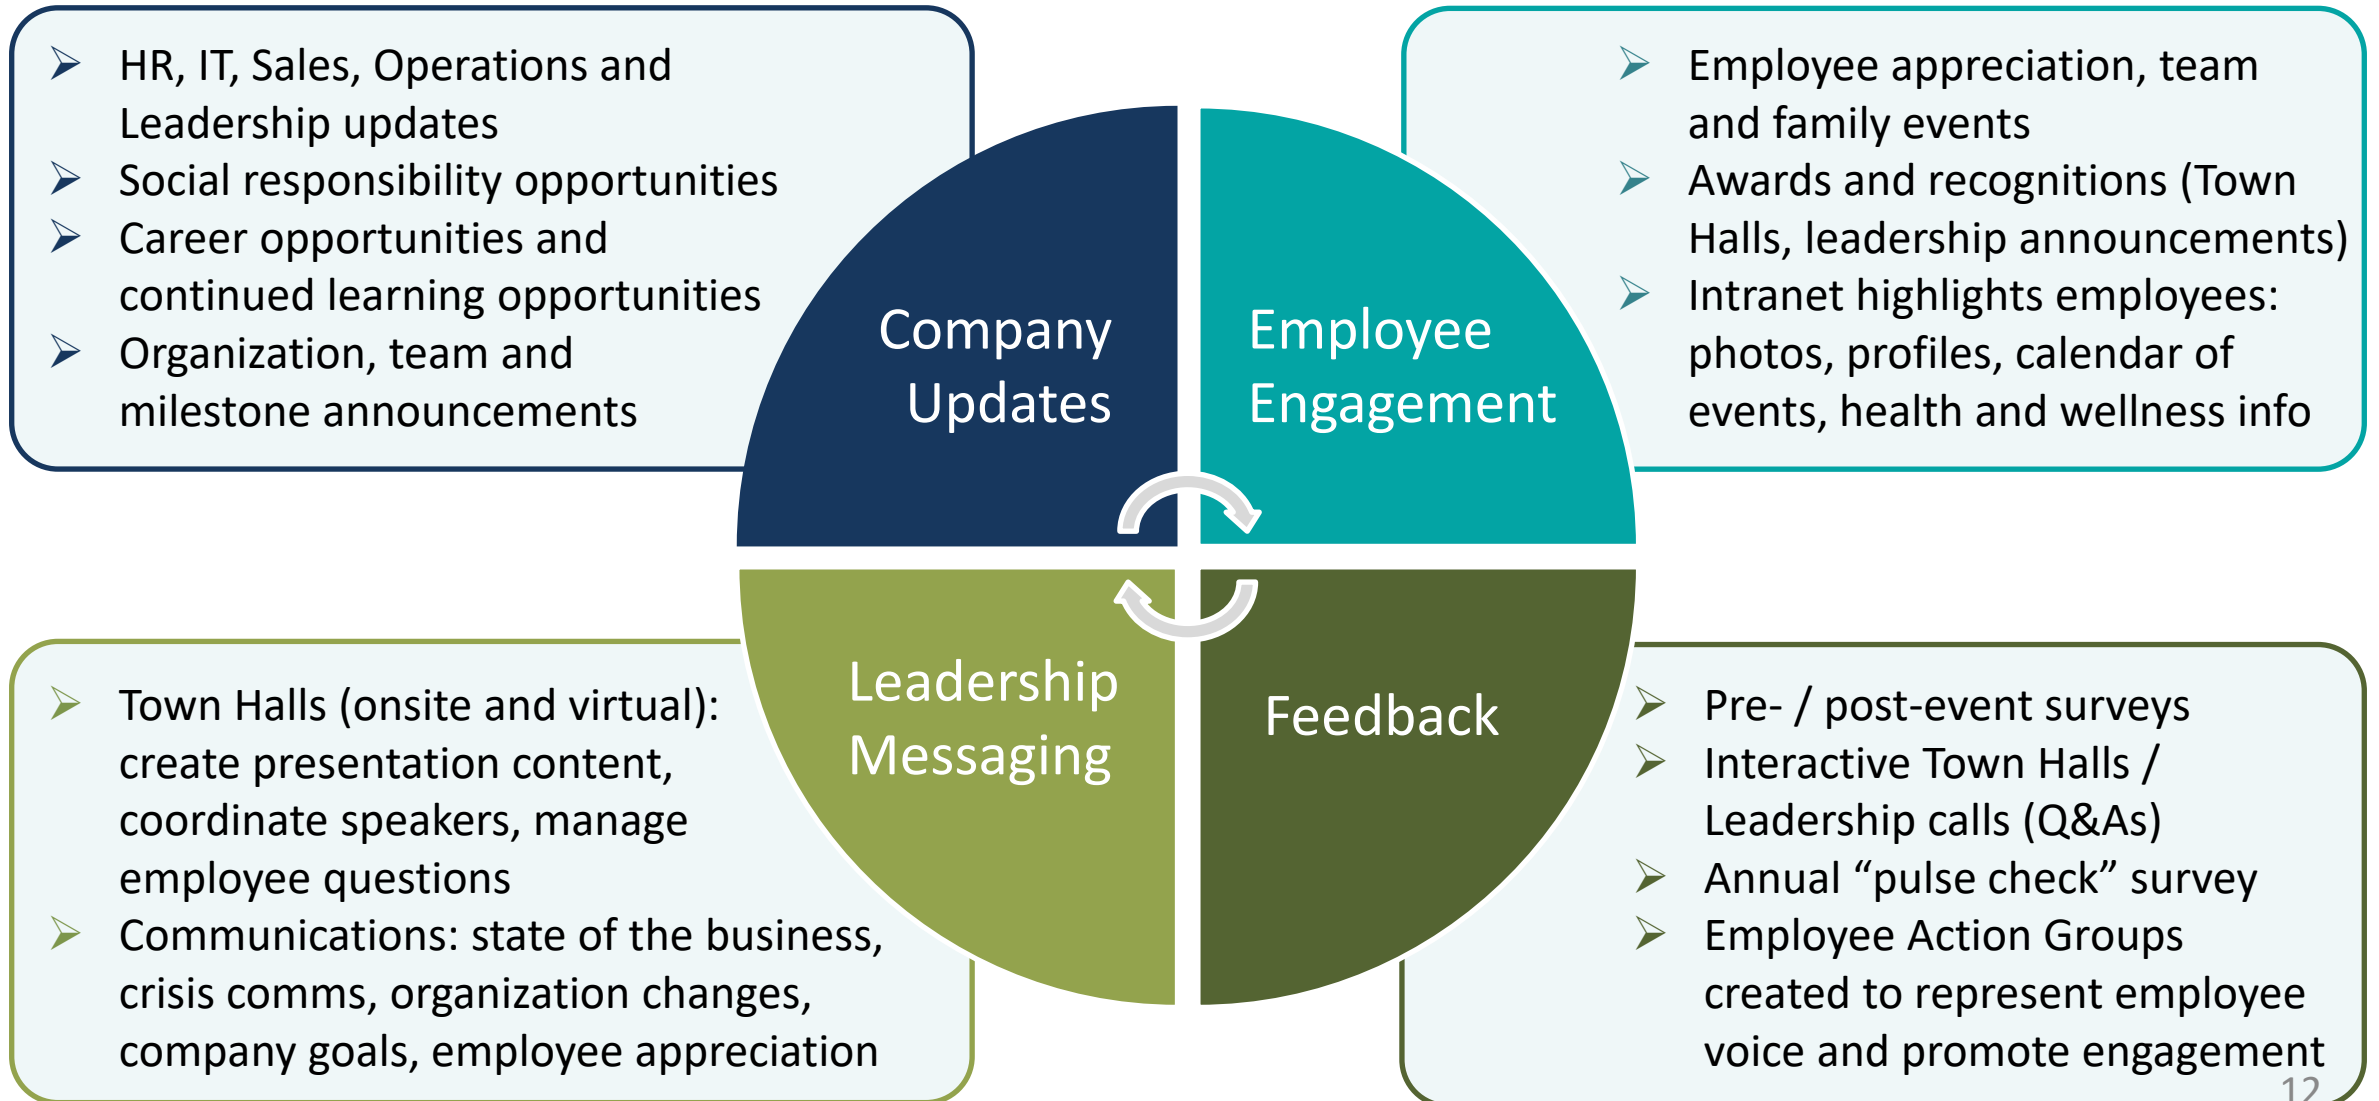 HR, IT, Sales, Operations and
Leadership updates
Social responsibility opportunities
Career opportunities and
continued learning opportunities
Organization, team and
milestone announcements
Company
Updates
Employee
Engagement
Employee appreciation, team
and family events
Awards and recognitions (Town
Halls, leadership announcements)
Intranet highlights employees:
photos, profiles, calendar of
events, health and wellness info
Town Halls (onsite and virtual):
create presentation content,
coordinate speakers, manage
employee questions
Communications: state of the business,
crisis comms, organization changes,
company goals, employee appreciation
Leadership
Messaging
Feedback
Pre- / post-event surveys
Interactive Town Halls /
Leadership calls (Q&As)
Annual “pulse check” survey
Employee Action Groups
created to represent employee
voice and promote engagement
12